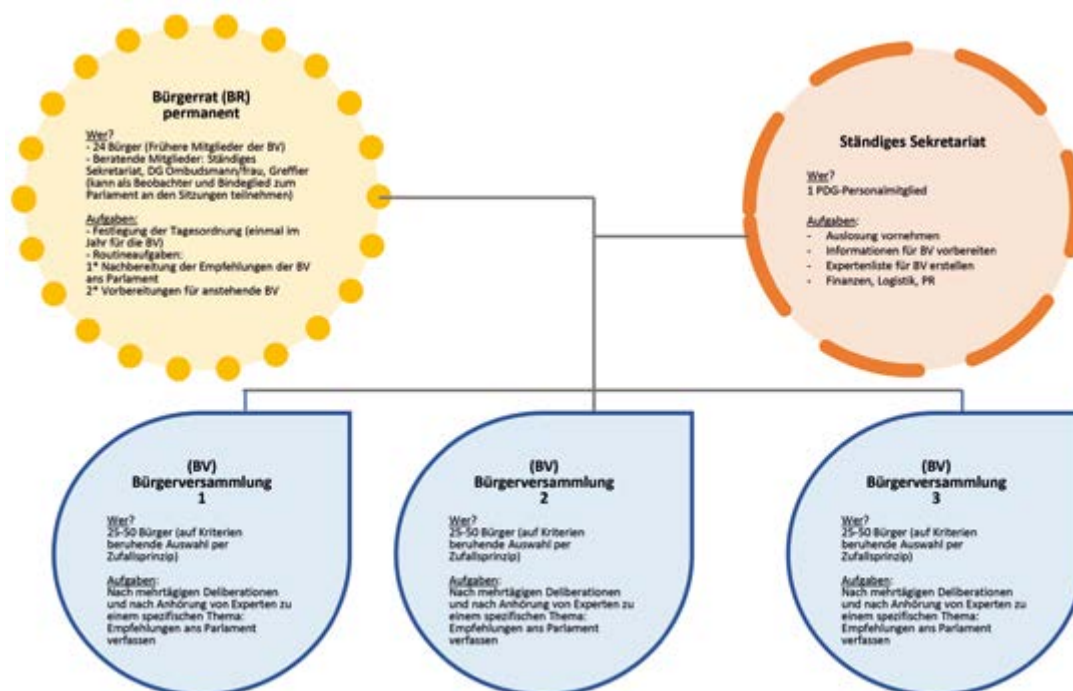 Bürgerrat (BR)
permanent
Wer?
- 24 Bürger (Frühere Mitglieder der BV)
- Beratende Mitglieder: Ständiges
Sekretariat, DG Ombudsmann/frau, Greffier
(kann als Beobachter und Bindeglied zum
Parlament an den Sitzungen teilnehmen)
Aufgaben:
- Festlegung der Tagesordnung (einmal im
Jahr für die BV)
- Routineaufgaben:
1* Nachbereitung der Empfehlungen der BV
ans Parlament
2* Vorbereitungen für anstehende BV
Ständiges Sekretariat
Wer?
1 PDG-Personalmitglied
Aufgaben:
- Auslosung vornehmen
- Informationen für BV vorbereiten
- Expertenliste für BV erstellen
- Finanzen, Logistik, PR
(BV)
Bürgerversammlung
1
Wer?
25-50 Bürger (auf Kriterien
beruhende Auswahl per
Zufallsprinzip)
Aufgaben:
Nach mehrtägigen Deliberationen
und nach Anhörung von Experten zu
einem spezifischen Thema:
Empfehlungen ans Parlament
verfassen
(BV)
Bürgerversammlung
2
Wer?
25-50 Bürger (auf Kriterien
beruhende Auswahl per
Zufallsprinzip)
Aufgaben:
Nach mehrtägigen Deliberationen
und nach Anhörung von Experten zu
einem spezifischen Thema:
Empfehlungen ans Parlament
verfassen
(BV)
Bürgerversammlung
3
Wer?
25-50 Bürger (auf Kriterien
beruhende Auswahl per
Zufallsprinzip)
Aufgaben:
Nach mehrtägigen Deliberationen
und nach Anhörung von Experten zu
einem spezifischen Thema:
Empfehlungen ans Parlament
verfassen